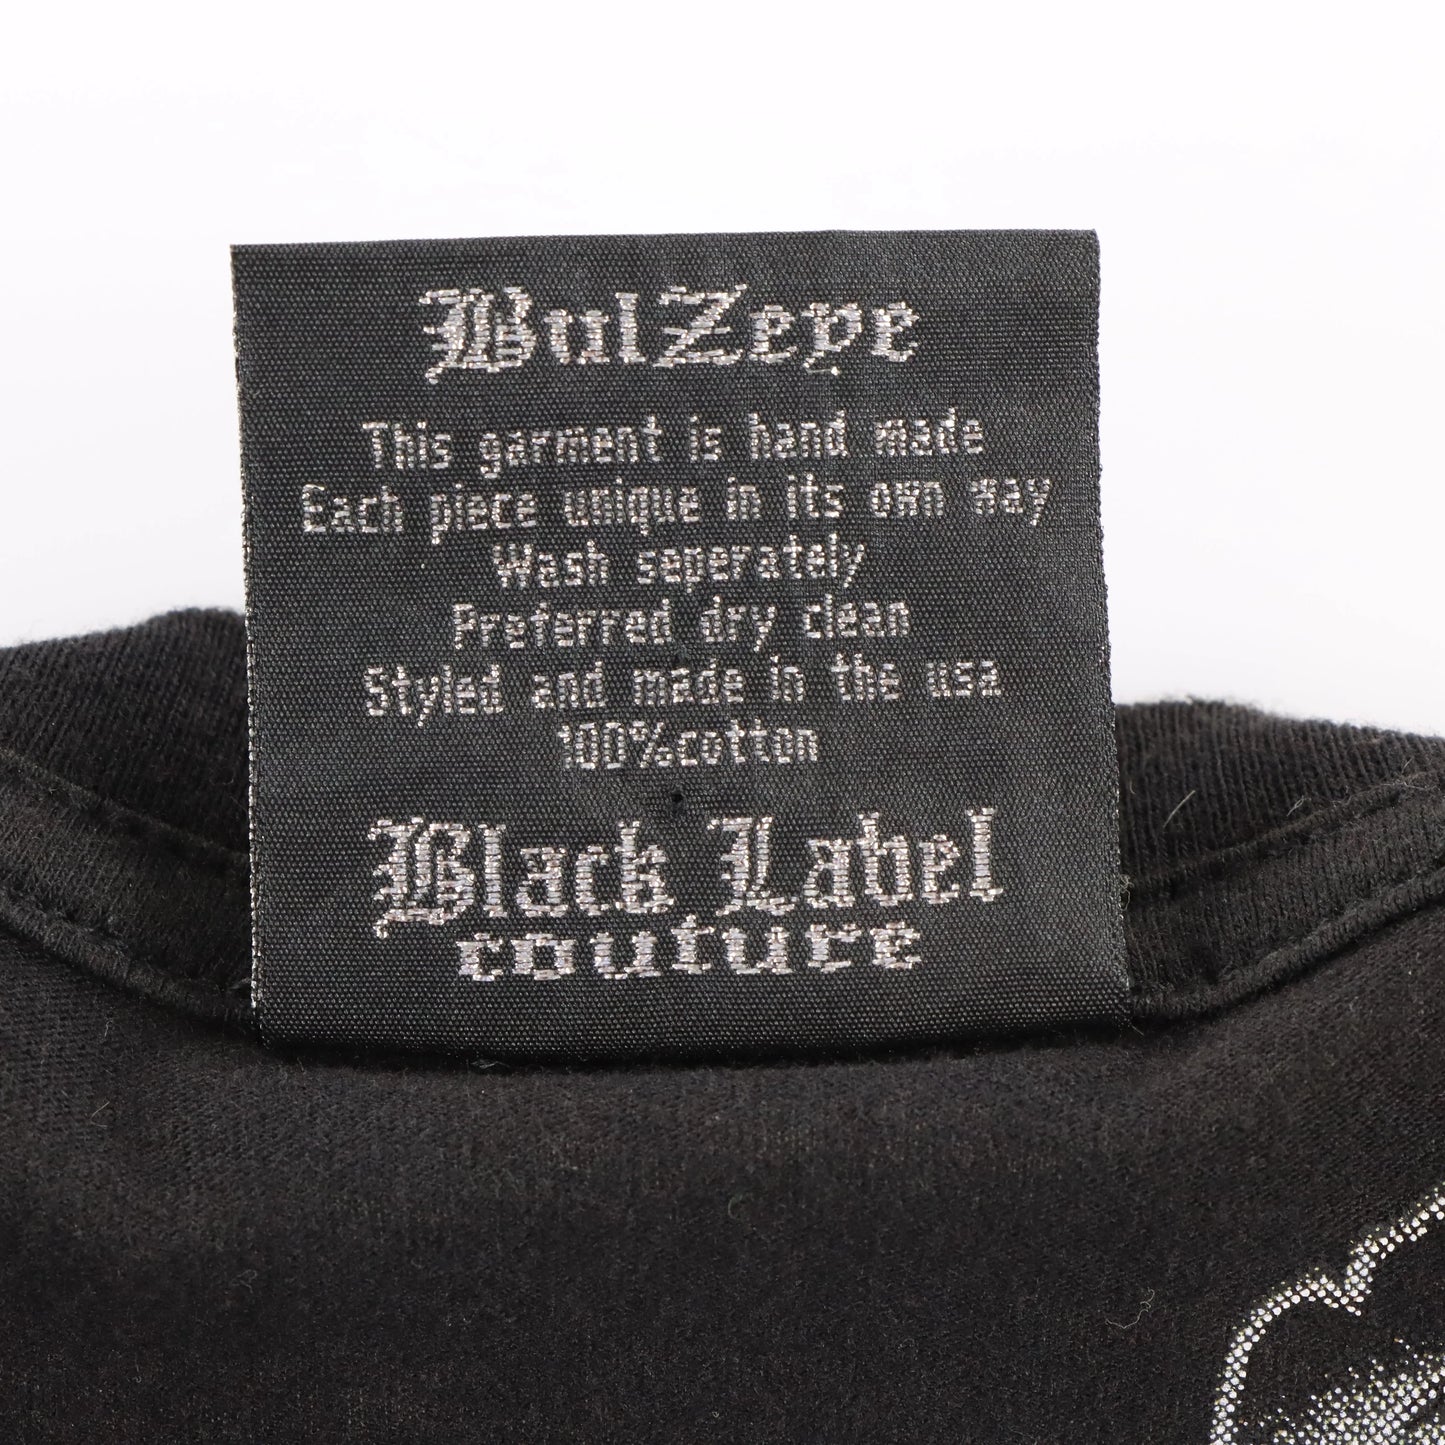 BulZeye
This garment is hand made
Each piece unique in its own way
Wash seperately
Preferred dry clean
Styled and made in the usa
100%cotton
Black Label
couture